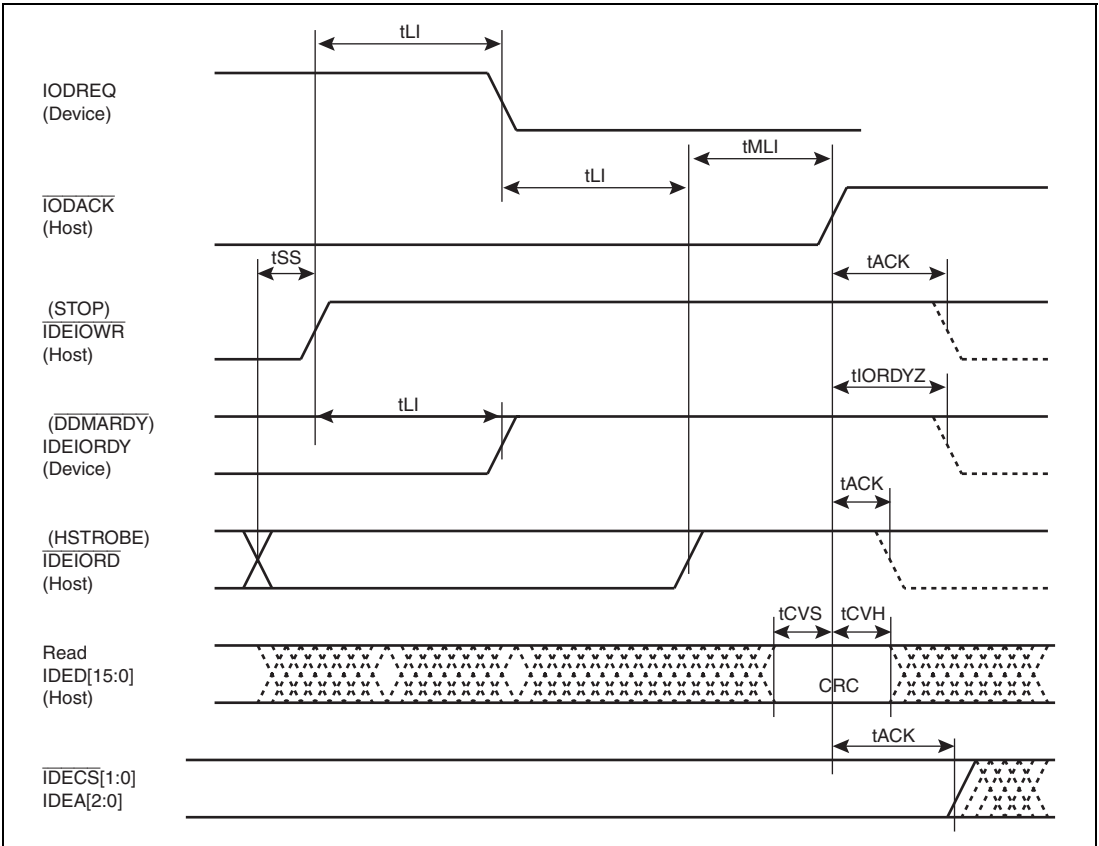 tLI
IODREQ
(Device)
tMLI
tLI
IODACK
(Host)
tSS
tACK
(STOP)
IDEIOWR
(Host)
tIORDYZ
tLI
(DDMARDY)
IDEIORDY
(Device)
tACK
(HSTROBE)
IDEIORD
(Host)
tCVS tCVH
Read
IDED[15:0]
(Host)
CRC
tACK
IDECS[1:0]
IDEA[2:0]